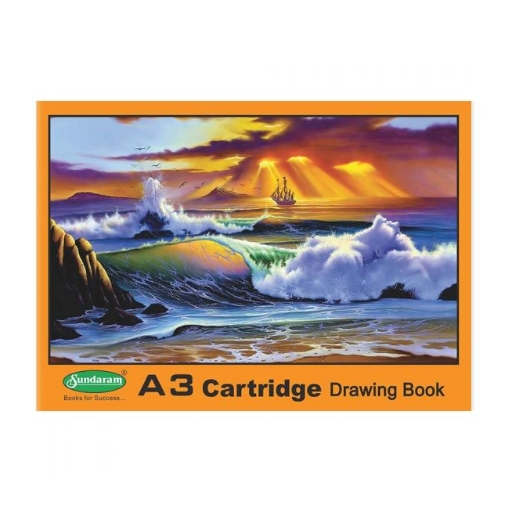 Sundaram®
Books for Success...
A3 Cartridge Drawing Book